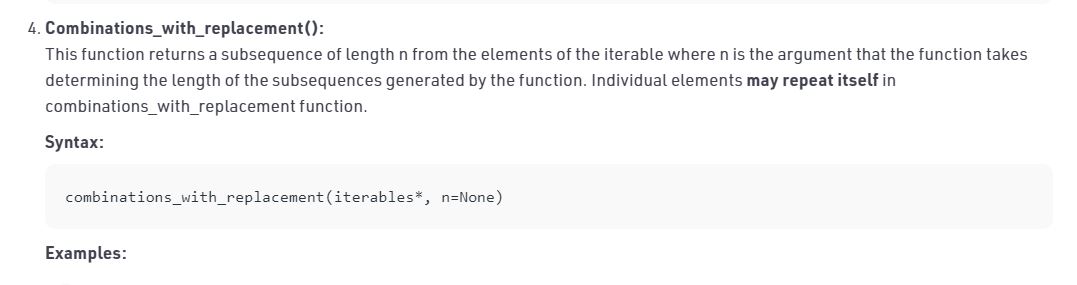 4. Combinations_with_replacement():
This function returns a subsequence of length n from the elements of the iterable where n is the argument that the function takes
determining the length of the subsequences generated by the function. Individual elements may repeat itself in
combinations_with_replacement function.
Syntax:
combinations_with_replacement(iterables*, n=None)
Examples: